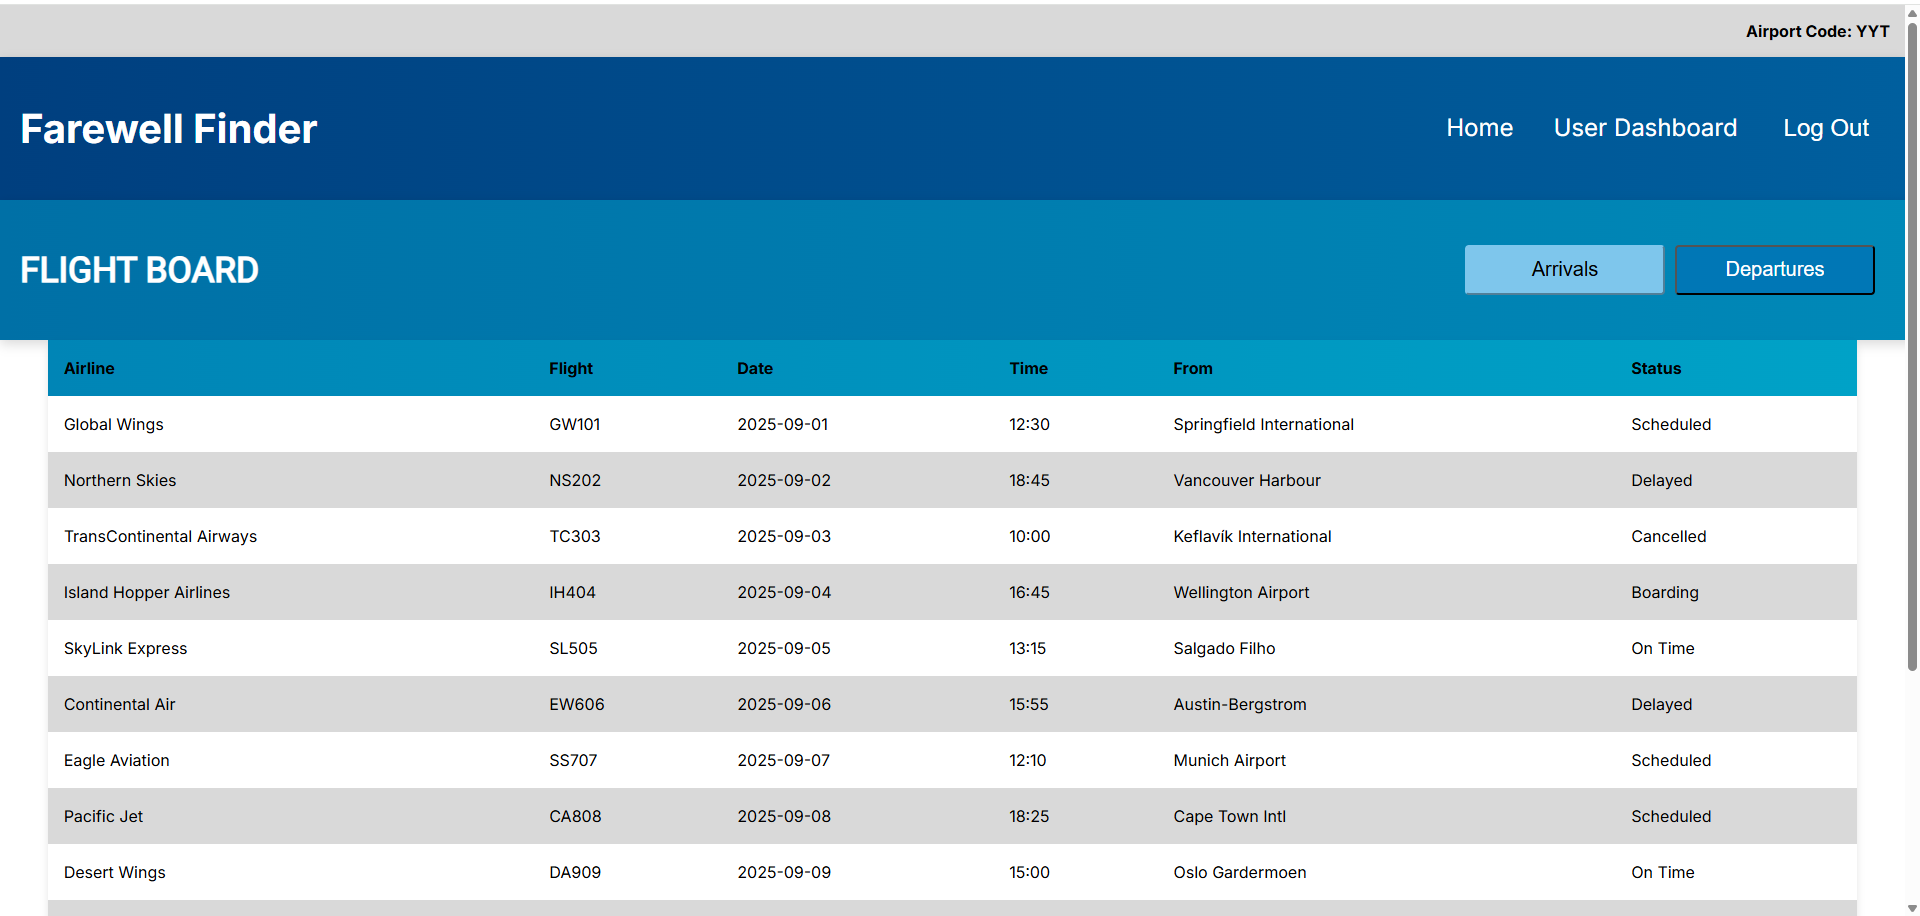 Airport Code: YYT
Farewell Finder Home User Dashboard Log Out
FLIGHT BOARD Arrivals Departures
Airline Flight Date Time From Status
Global Wings GW101 2025-09-01 12:30 Springfield International Scheduled
Northern Skies NS202 2025-09-02 18:45 Vancouver Harbour Delayed
TransContinental Airways TC303 2025-09-03 10:00 Keflavík International Cancelled
Island Hopper Airlines IH404 2025-09-04 16:45 Wellington Airport Boarding
SkyLink Express SL505 2025-09-05 13:15 Salgado Filho On Time
Continental Air EW606 2025-09-06 15:55 Austin-Bergstrom Delayed
Eagle Aviation SS707 2025-09-07 12:10 Munich Airport Scheduled
Pacific Jet CA808 2025-09-08 18:25 Cape Town Intl Scheduled
Desert Wings DA909 2025-09-09 15:00 Oslo Gardermoen On Time